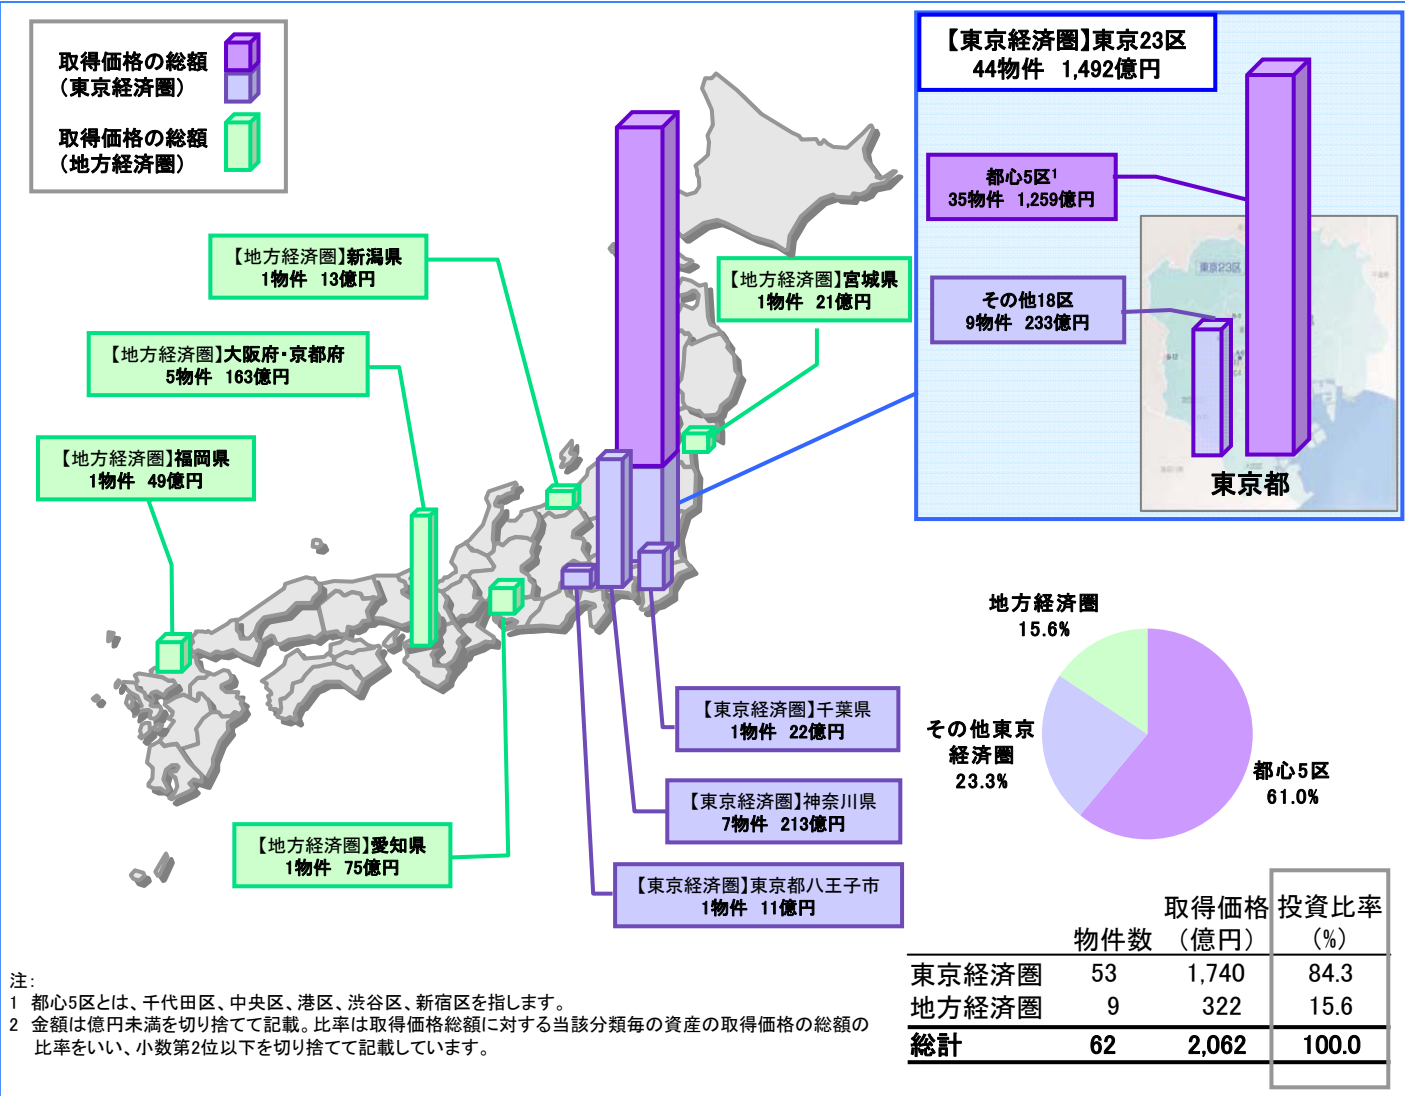 取得価格の総額
（東京経済圏）
取得価格の総額
（地方経済圏）
【東京経済圏】東京23区
44物件 1,492億円
都心5区¹
35物件 1,259億円
その他18区
9物件 233億円
東京23区
東京都
【地方経済圏】新潟県
1物件 13億円
【地方経済圏】宮城県
1物件 21億円
【地方経済圏】大阪府・京都府
5物件 163億円
【地方経済圏】福岡県
1物件 49億円
【東京経済圏】千葉県
1物件 22億円
【東京経済圏】神奈川県
7物件 213億円
【地方経済圏】愛知県
1物件 75億円
【東京経済圏】東京都八王子市
1物件 11億円
地方経済圏
15.6%
その他東京
経済圏
23.3%
都心5区
61.0%
取得価格 投資比率
物件数 （億円） （%）
東京経済圏 53 1,740 84.3
地方経済圏 9 322 15.6
総計 62 2,062 100.0
注：
1 都心5区とは、千代田区、中央区、港区、渋谷区、新宿区を指します。
2 金額は億円未満を切り捨てて記載。比率は取得価格総額に対する当該分類毎の資産の取得価格の総額の
比率をいい、小数第2位以下を切り捨てて記載しています。